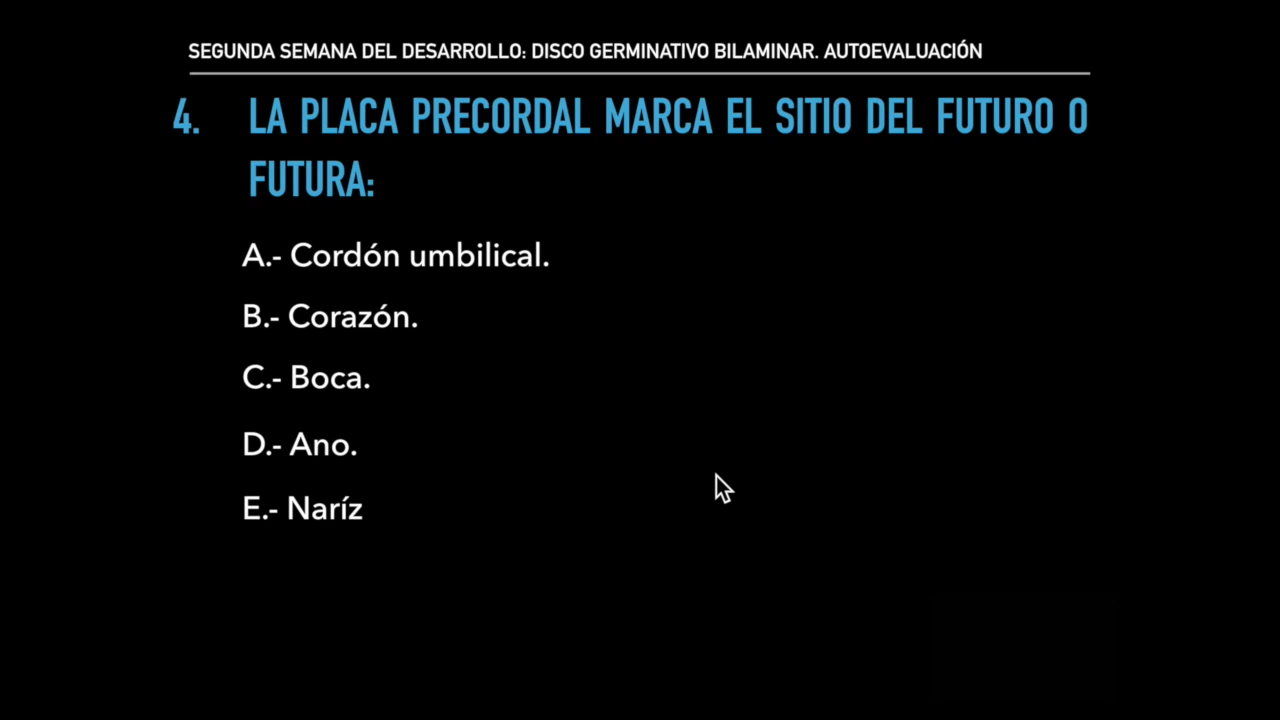 SEGUNDA SEMANA DEL DESARROLLO: DISCO GERMINATIVO BILAMINAR. AUTOEVALUACIÓN
4. LA PLACA PRECORDAL MARCA EL SITIO DEL FUTURO O
FUTURA:
A.- Cordón umbilical.
B.- Corazón.
C.- Boca.
D.- Ano.
E.- Naríz